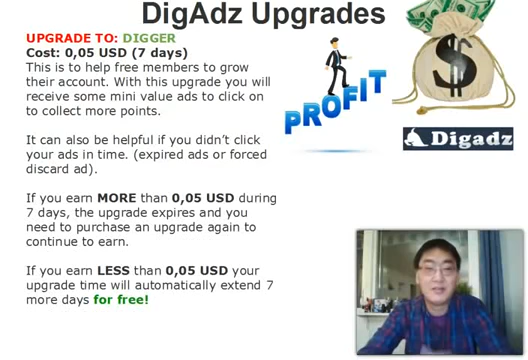 DigAdz Upgrades
UPGRADE TO: DIGGER
Cost: 0,05 USD (7 days)
This is to help free members to grow
their account. With this upgrade you will
receive some mini value ads to click on
to collect more points.
It can also be helpful if you didn't click
your ads in time. (expired ads or forced
discard ad).
If you earn MORE than 0,05 USD during
7 days, the upgrade expires and you
need to purchase an upgrade again to
continue to earn.
If you earn LESS than 0,05 USD your
upgrade time will automatically extend 7
more days for free!
PROFIT
$
Digadz